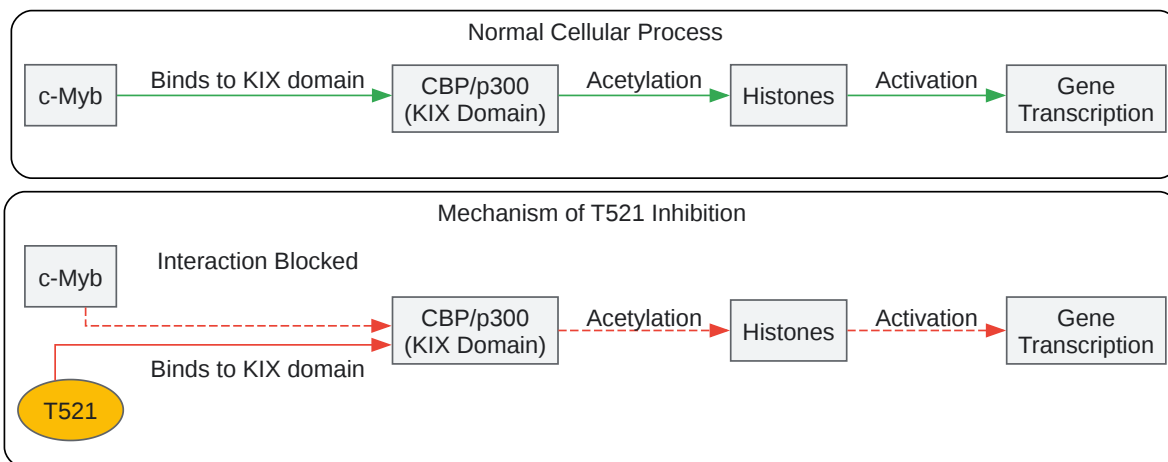 Normal Cellular Process
c-Myb
Binds to KIX domain
CBP/p300
(KIX Domain)
Acetylation
Histones
Activation
Gene
Transcription
Mechanism of T521 Inhibition
c-Myb
Interaction Blocked
CBP/p300
(KIX Domain)
Acetylation
Histones
Activation
Gene
Transcription
Binds to KIX domain
T521